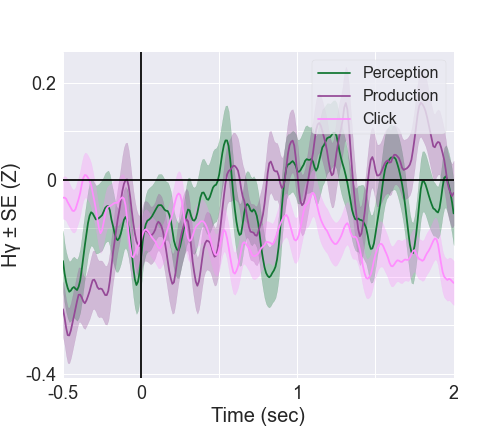 Perception
Production
Click
0.2
0
-0.4
Hγ ± SE (Z)
-0.5
0
1
2
Time (sec)